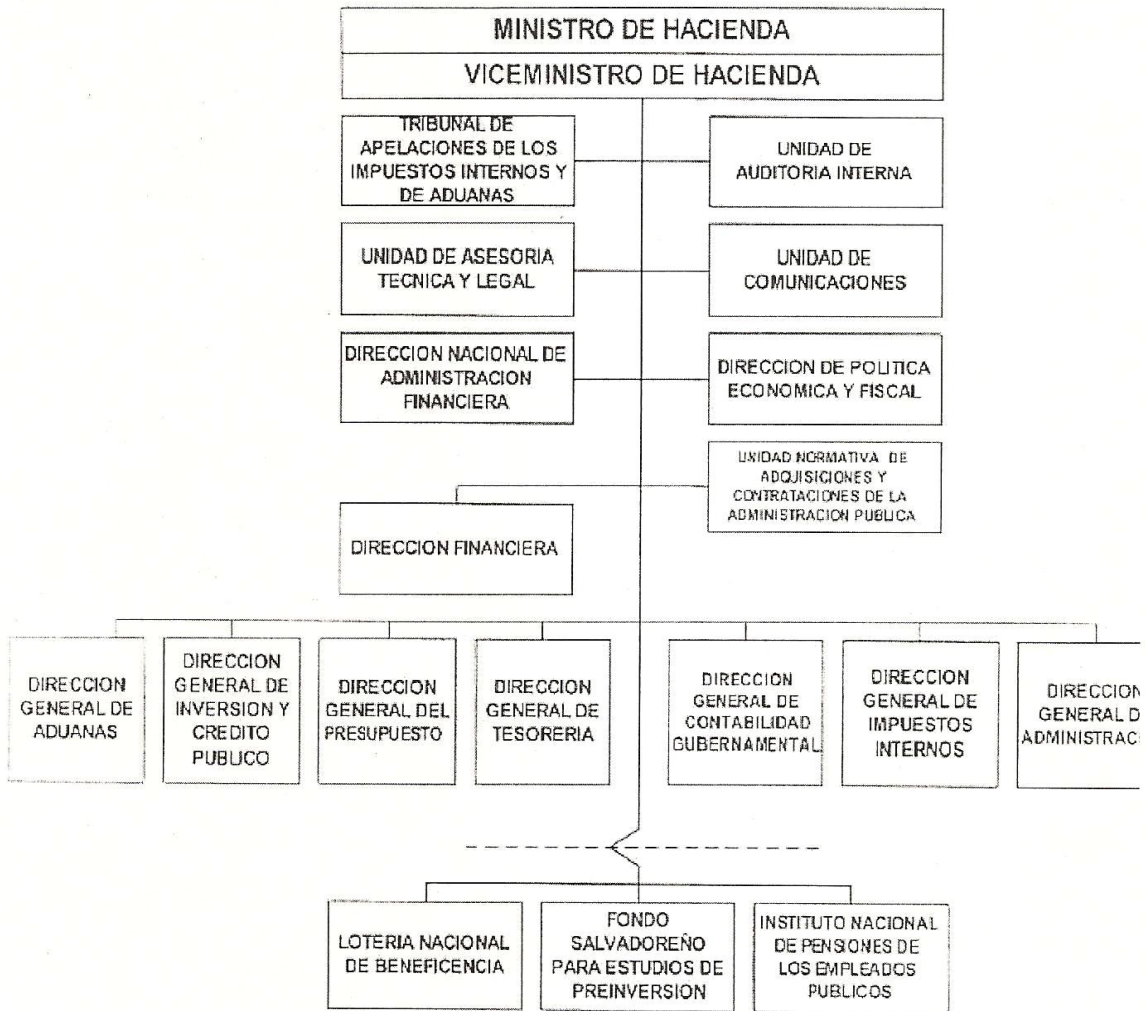 MINISTRO DE HACIENDA
VICEMINISTRO DE HACIENDA
TRIBUNAL DE
APELACIONES DE LOS
IMPUESTOS INTERNOS Y
DE ADUANAS
UNIDAD DE
AUDITORIA INTERNA
UNIDAD DE ASESORIA
TECNICA Y LEGAL
UNIDAD DE
COMUNICACIONES
DIRECCION NACIONAL DE
ADMINISTRACION
FINANCIERA
DIRECCION DE POLITICA
ECONOMICA Y FISCAL
UNIDAD NORMATIVA DE
ADQUISICIONES Y
CONTRATACIONES DE LA
ADMINISTRACION PUBLICA
DIRECCION FINANCIERA
DIRECCION
GENERAL DE
ADUANAS
DIRECCION
GENERAL DE
INVERSION Y
CREDITO
PUBLICO
DIRECCION
GENERAL DEL
PRESUPUESTO
DIRECCION
GENERAL DE
TESORERIA
DIRECCION
GENERAL DE
CONTABILIDAD
GUBERNAMENTAL
DIRECCION
GENERAL DE
IMPUESTOS
INTERNOS
DIRECCION
GENERAL D
ADMINISTRAC
LOTERIA NACIONAL
DE BENEFICENCIA
FONDO
SALVADOREÑO
PARA ESTUDIOS DE
PREINVERSION
INSTITUTO NACIONAL
DE PENSIONES DE
LOS EMPLEADOS
PUBLICOS